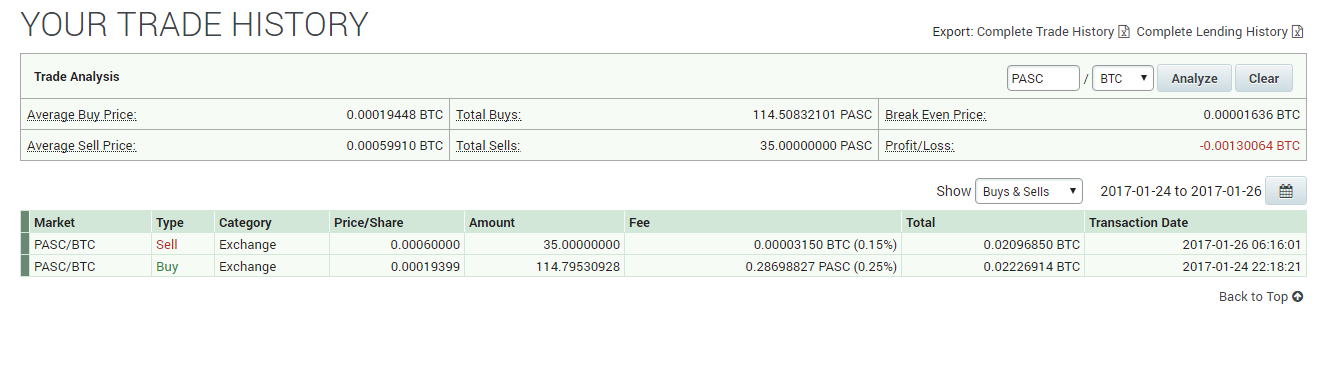 YOUR TRADE HISTORY
Export: Complete Trade History Complete Lending History
Trade Analysis PASC / BTC Analyze Clear
Average Buy Price: 0.00019448 BTC Total Buys: 114.50832101 PASC Break Even Price: 0.00001636 BTC
Average Sell Price: 0.00059910 BTC Total Sells: 35.00000000 PASC Profit/Loss: -0.00130064 BTC
Show Buys & Sells 2017-01-24 to 2017-01-26
Market Type Category Price/Share Amount Fee Total Transaction Date
PASC/BTC Sell Exchange 0.00060000 35.00000000 0.00003150 BTC (0.15%) 0.02096850 BTC 2017-01-26 06:16:01
PASC/BTC Buy Exchange 0.00019399 114.79530928 0.28698827 PASC (0.25%) 0.02226914 BTC 2017-01-24 22:18:21
Back to Top